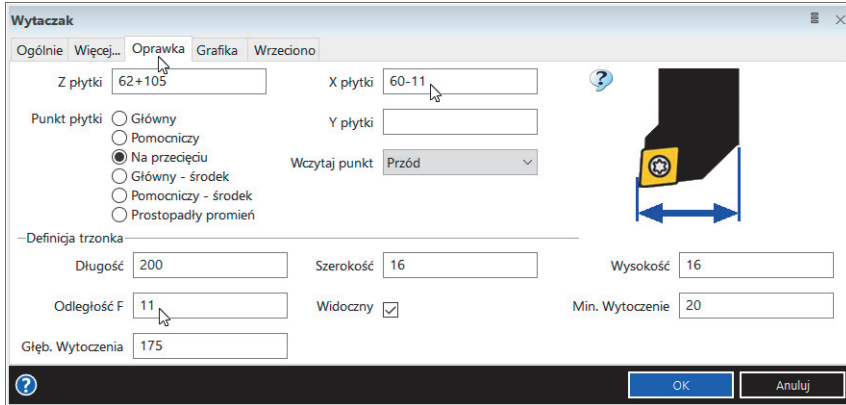 Wytaczak
Ogólnie Więcej... Oprawka Grafika Wrzeciono
Z płytki 62+105 X płytki 60-11
Punkt płytki Główny Y płytki
Pomocniczy
Na przecięciu Wczytaj punkt Przód
Główny - środek
Pomocniczy - środek
Prostopadły promień
Definicja trzonka
Długość 200 Szerokość 16 Wysokość 16
Odległość F 11 Widoczny Min. Wytoczenie 20
Głęb. Wytoczenia 175
OK Anuluj